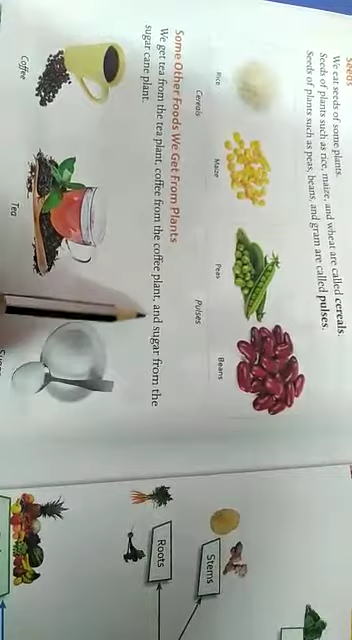 Seeds
We eat seeds of some plants.
Seeds of plants such as rice, maize, and wheat are called cereals.
Seeds of plants such as peas, beans, and gram are called pulses.
Rice
Maize
Peas
Beans
Cereals
Pulses
Some Other Foods We Get From Plants
We get tea from the tea plant, coffee from the coffee plant, and sugar from the
sugar cane plant.
Coffee
Tea
Sugar
Stems
Roots